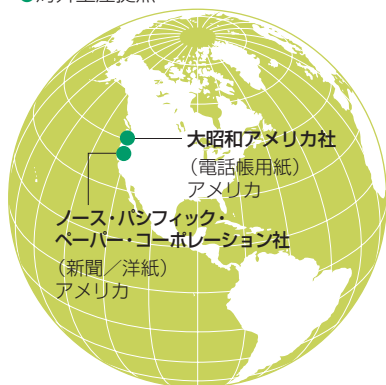 大昭和アメリカ社
(電話帳用紙)
アメリカ
ノース・パシフィック・
ペーパー・コーポレーション社
(新聞/洋紙)
アメリカ